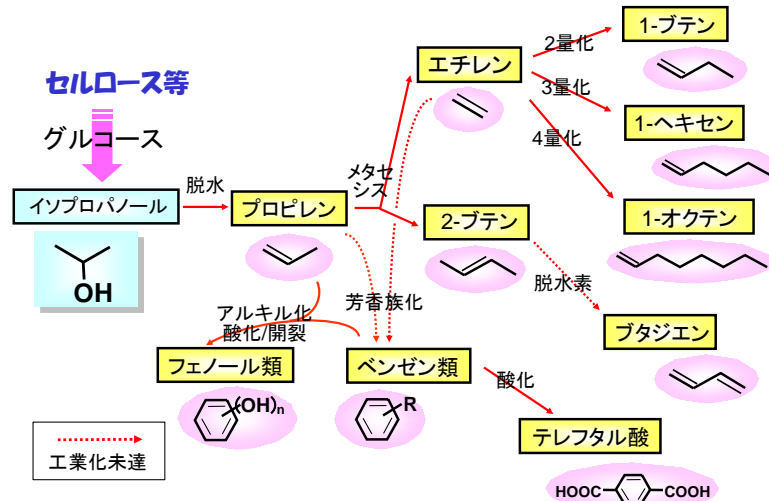 1-ブテン
2量化
エチレン
セルロース等
3量化
グルコース
1-ヘキセン
4量化
脱水
メタセ
シス
イソプロパノール
プロピレン
2-ブテン
1-オクテン
OH
脱水素
アルキル化
酸化/開裂
芳香族化
ブタジエン
フェノール類
ベンゼン類
酸化
(OH)n
R
テレフタル酸
工業化未達
HOOC
COOH